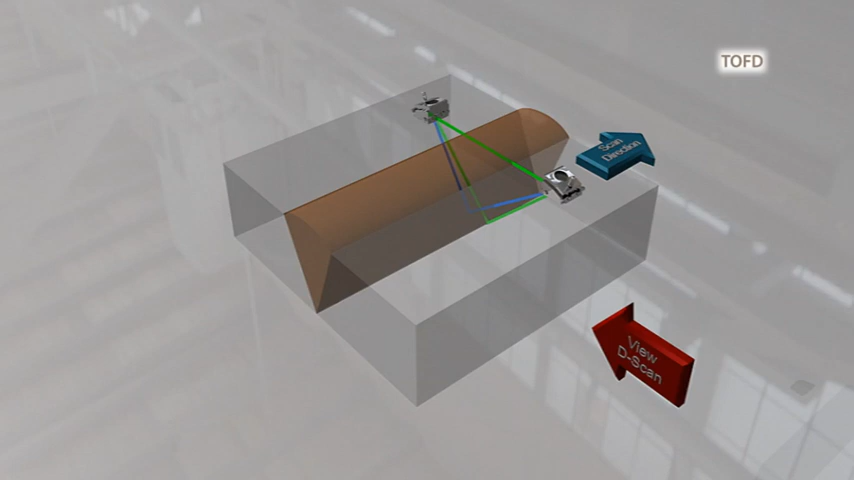 TOFD
Scan
Direction
View
D-Scan